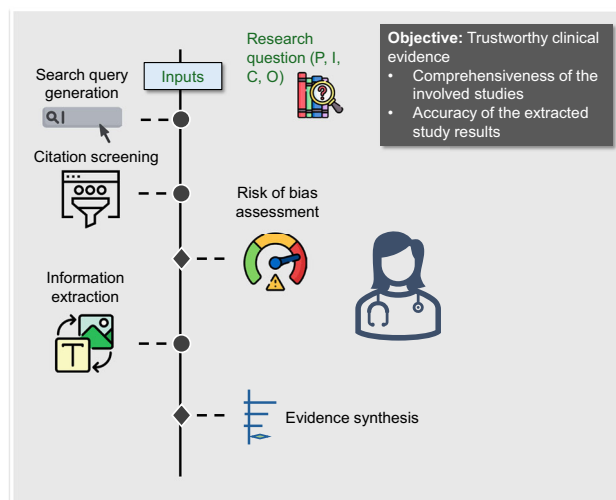 Research
question (P, I,
C, O)
Objective: Trustworthy clinical
evidence
• Comprehensiveness of the
involved studies
• Accuracy of the extracted
study results
Search query
generation
Inputs
Citation screening
Risk of bias
assessment
Information
extraction
T
Evidence synthesis